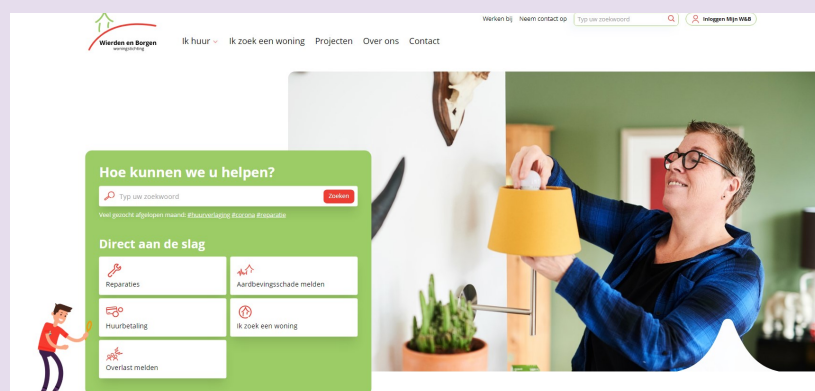 Werken bij Neem contact op Typ uw zoekwoord Inloggen Mijn W&B
Wierden en Borgen
woningstichting
Ik huur Ik zoek een woning Projecten Over ons Contact
Hoe kunnen we u helpen?
Typ uw zoekwoord Zoeken
Veel gezocht afgelopen maand: #huurverlaging #corona #reparatie
Direct aan de slag
Reparaties
Aardbevingsschade melden
Huurbetaling
Ik zoek een woning
Overlast melden